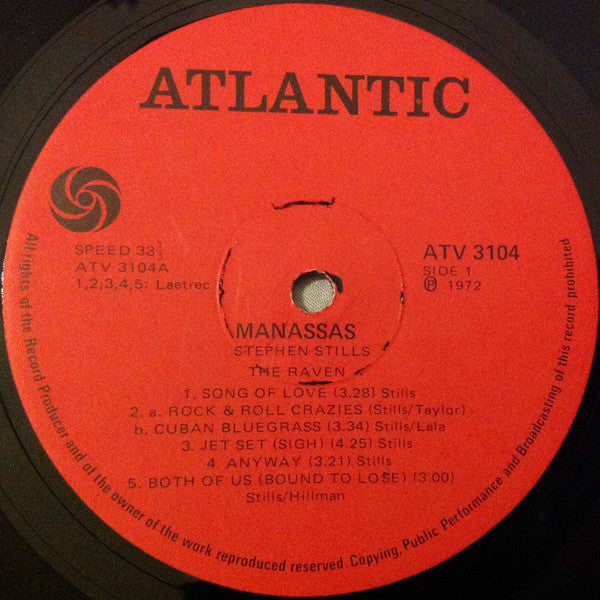 ATLANTIC
SPEED 33⅓
ATV 3104A
1,2,3,4,5: Laetrec
ATV 3104
SIDE 1
℗ 1972
MANASSAS
STEPHEN STILLS
THE RAVEN
1. SONG OF LOVE (3.28) Stills
2. a. ROCK & ROLL CRAZIES (Stills/Taylor)
b. CUBAN BLUEGRASS (3.34) Stills/Lala
3. JET SET (SIGH) (4.25) Stills
4. ANYWAY (3.21) Stills
5. BOTH OF US (BOUND TO LOSE) (3.00)
Stills/Hillman
All rights of the Record Producer and of the owner of the work reproduced reserved. Copying, Public Performance and Broadcasting of this record prohibited